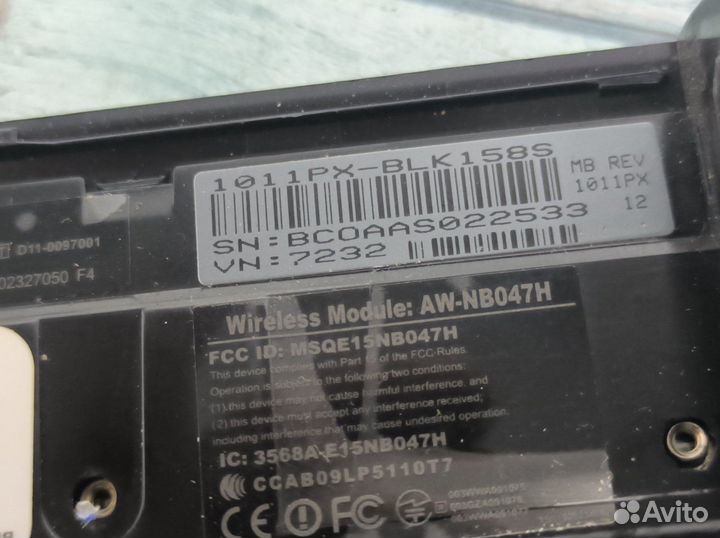 1011PX-BLK158S
MB REV
1011PX
12
SN:BCOAAS022533
VN:7232
D11-0097001
02327050 F4
Wireless Module: AW-NB047H
FCC ID: MSQE15NB047H
This device complies with Part 15 of the FCC Rules.
Operation is subject to the following two conditions:
(1) this device may not cause harmful interference, and
(2) this device must accept any interference received,
including interference that may cause undesired operation.
IC: 3568A-E15NB047H
CCAB09LP5110T7
FC CE
Avito